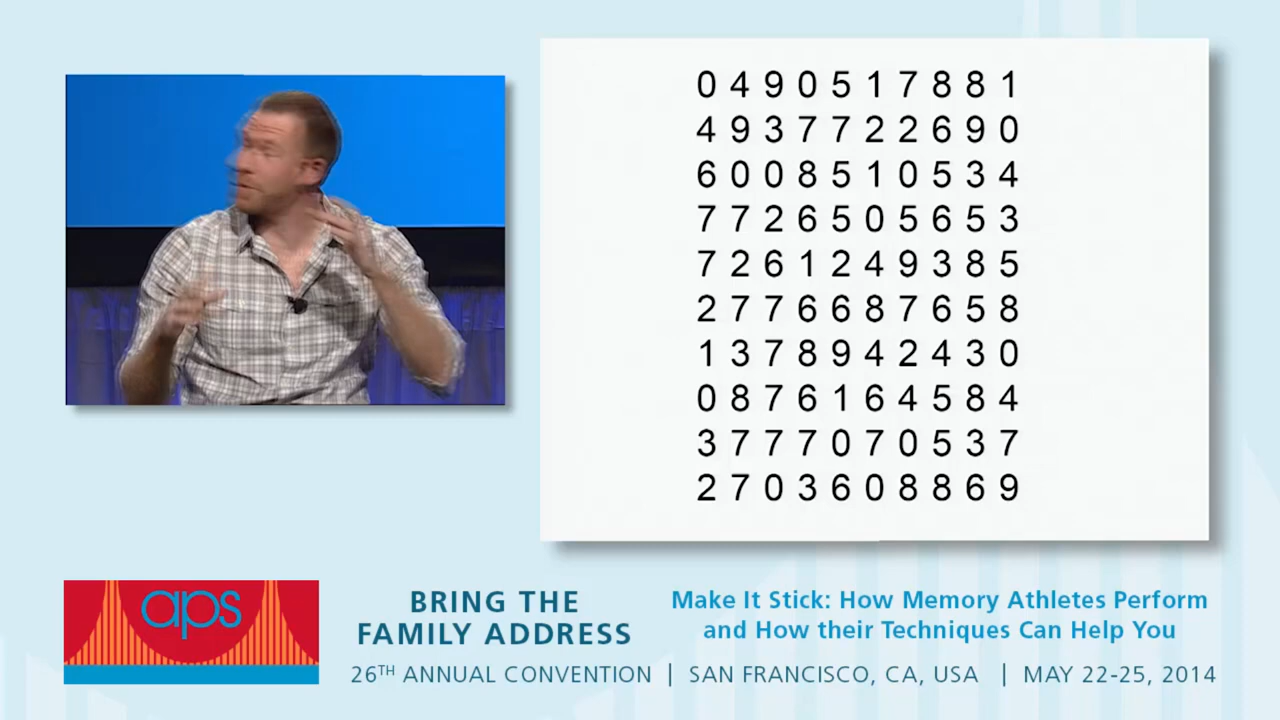 0 4 9 0 5 1 7 8 8 1
4 9 3 7 7 2 2 6 9 0
6 0 0 8 5 1 0 5 3 4
7 7 2 6 5 0 5 6 5 3
7 2 6 1 2 4 9 3 8 5
2 7 7 6 6 8 7 6 5 8
1 3 7 8 9 4 2 4 3 0
0 8 7 6 1 6 4 5 8 4
3 7 7 7 0 7 0 5 3 7
2 7 0 3 6 0 8 8 6 9
aps
BRING THE
FAMILY ADDRESS
Make It Stick: How Memory Athletes Perform
and How their Techniques Can Help You
26TH ANNUAL CONVENTION | SAN FRANCISCO, CA, USA | MAY 22-25, 2014